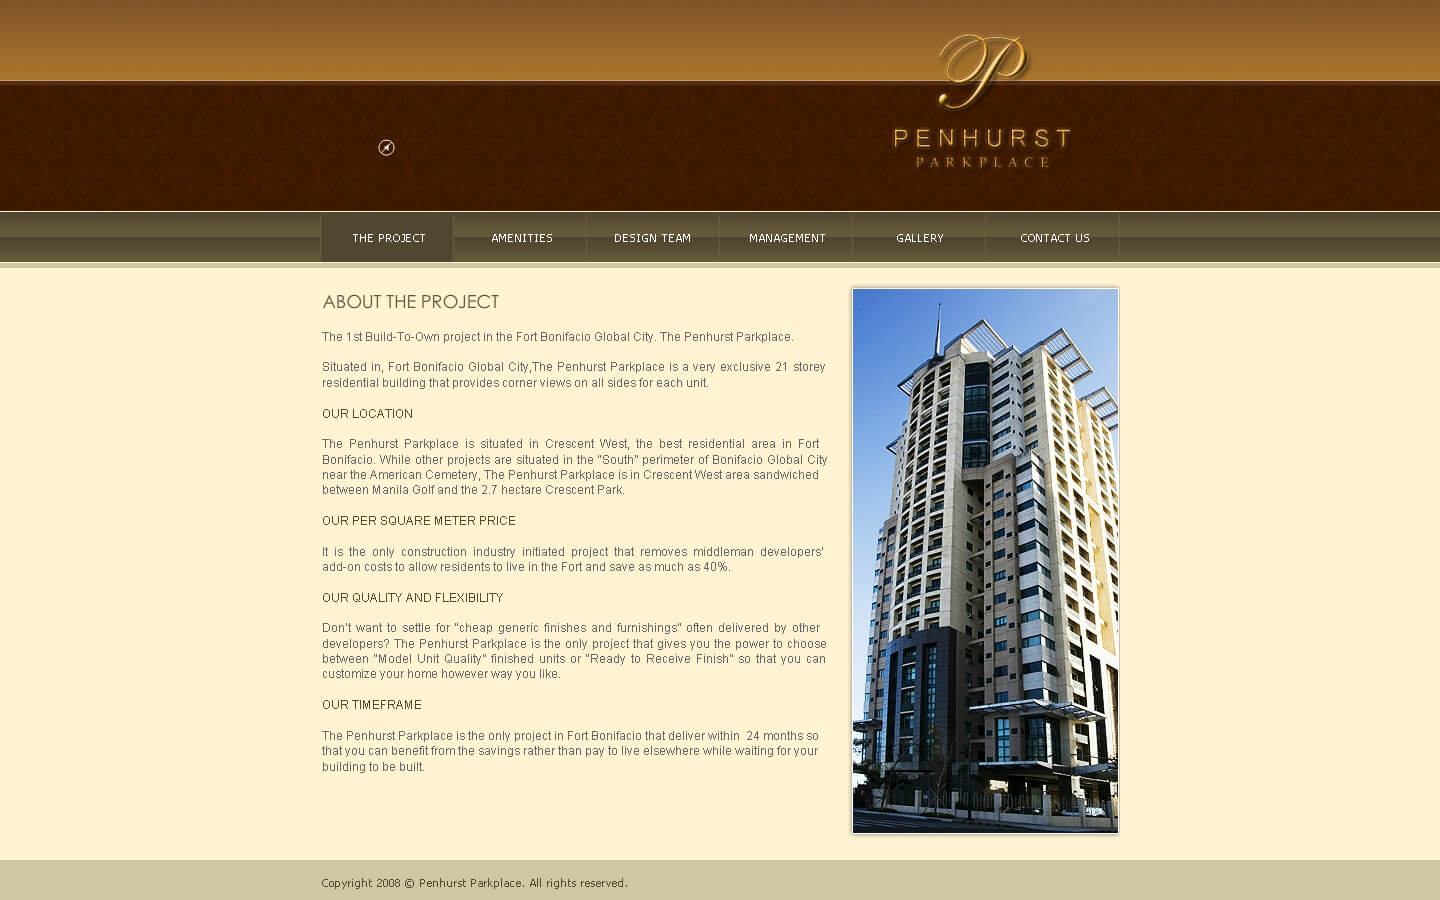 P
PENHURST
PARKPLACE
THE PROJECT
AMENITIES
DESIGN TEAM
MANAGEMENT
GALLERY
CONTACT US
ABOUT THE PROJECT
The 1st Build-To-Own project in the Fort Bonifacio Global City. The Penhurst Parkplace.
Situated in, Fort Bonifacio Global City,The Penhurst Parkplace is a very exclusive 21 storey
residential building that provides corner views on all sides for each unit.
OUR LOCATION
The Penhurst Parkplace is situated in Crescent West, the best residential area in Fort
Bonifacio. While other projects are situated in the "South" perimeter of Bonifacio Global City
near the American Cemetery, The Penhurst Parkplace is in Crescent West area sandwiched
between Manila Golf and the 2.7 hectare Crescent Park.
OUR PER SQUARE METER PRICE
It is the only construction industry initiated project that removes middleman developers'
add-on costs to allow residents to live in the Fort and save as much as 40%.
OUR QUALITY AND FLEXIBILITY
Don't want to settle for "cheap generic finishes and furnishings" often delivered by other
developers? The Penhurst Parkplace is the only project that gives you the power to choose
between "Model Unit Quality" finished units or "Ready to Receive Finish" so that you can
customize your home however way you like.
OUR TIMEFRAME
The Penhurst Parkplace is the only project in Fort Bonifacio that deliver within  24 months so
that you can benefit from the savings rather than pay to live elsewhere while waiting for your
building to be built.
Copyright 2008 © Penhurst Parkplace. All rights reserved.